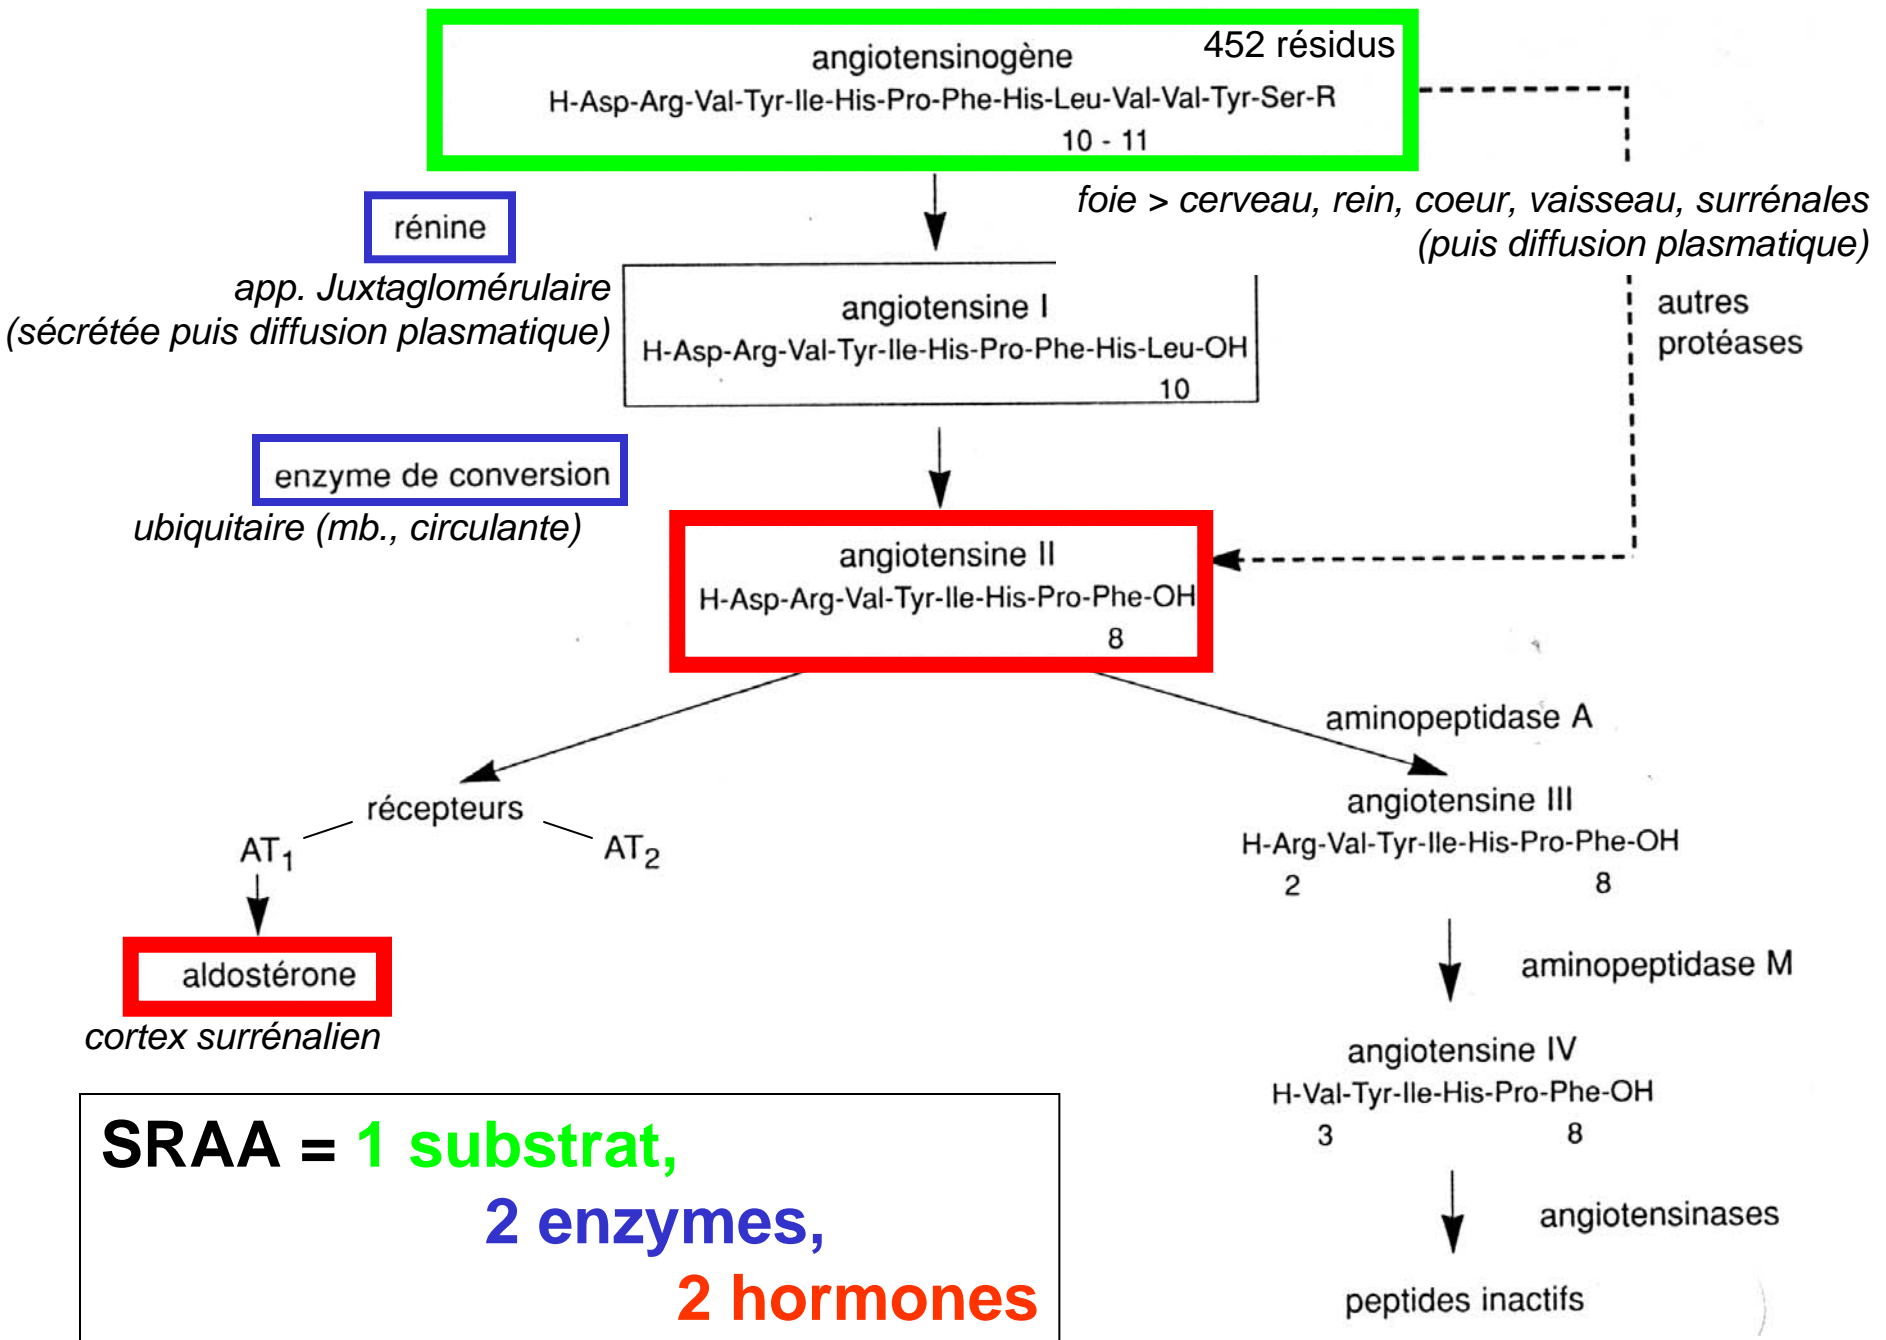 angiotensinogène 452 résidus
H-Asp-Arg-Val-Tyr-Ile-His-Pro-Phe-His-Leu-Val-Val-Tyr-Ser-R
10 - 11
foie > cerveau, rein, coeur, vaisseau, surrénales
(puis diffusion plasmatique)
rénine
app. Juxtaglomérulaire
(sécrétée puis diffusion plasmatique)
autres
protéases
angiotensine I
H-Asp-Arg-Val-Tyr-Ile-His-Pro-Phe-His-Leu-OH
10
enzyme de conversion
ubiquitaire (mb., circulante)
angiotensine II
H-Asp-Arg-Val-Tyr-Ile-His-Pro-Phe-OH
8
aminopeptidase A
récepteurs
AT1
AT2
aldostérone
cortex surrénalien
angiotensine III
H-Arg-Val-Tyr-Ile-His-Pro-Phe-OH
2 8
aminopeptidase M
angiotensine IV
H-Val-Tyr-Ile-His-Pro-Phe-OH
3 8
angiotensinases
peptides inactifs
SRAA = 1 substrat,
2 enzymes,
2 hormones